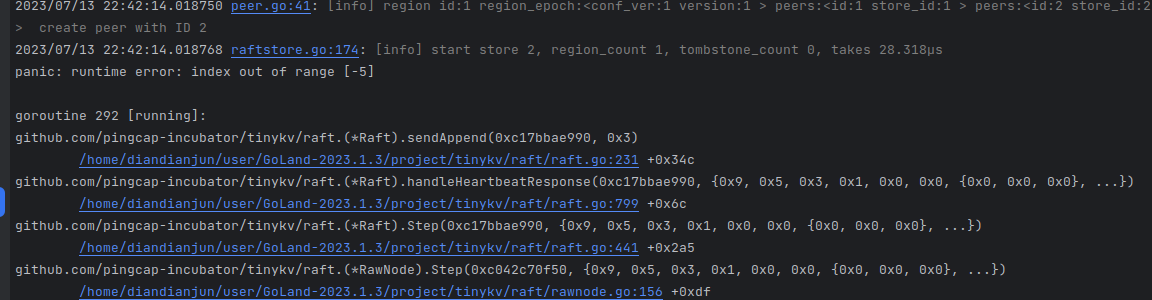 2023/07/13 22:42:14.018750 peer.go:41: [info] region id:1 region_epoch:<conf_ver:1 version:1 > peers:<id:1 store_id:1 > peers:<id:2 store_id:2
>  create peer with ID 2
2023/07/13 22:42:14.018768 raftstore.go:174: [info] start store 2, region_count 1, tombstone_count 0, takes 28.318µs
panic: runtime error: index out of range [-5]
goroutine 292 [running]:
github.com/pingcap-incubator/tinykv/raft.(*Raft).sendAppend(0xc17bbae990, 0x3)
/home/diandianjun/user/GoLand-2023.1.3/project/tinykv/raft/raft.go:231 +0x34c
github.com/pingcap-incubator/tinykv/raft.(*Raft).handleHeartbeatResponse(0xc17bbae990, {0x9, 0x5, 0x3, 0x1, 0x0, 0x0, {0x0, 0x0, 0x0}, ...})
/home/diandianjun/user/GoLand-2023.1.3/project/tinykv/raft/raft.go:799 +0x6c
github.com/pingcap-incubator/tinykv/raft.(*Raft).Step(0xc17bbae990, {0x9, 0x5, 0x3, 0x1, 0x0, 0x0, {0x0, 0x0, 0x0}, ...})
/home/diandianjun/user/GoLand-2023.1.3/project/tinykv/raft/raft.go:441 +0x2a5
github.com/pingcap-incubator/tinykv/raft.(*RawNode).Step(0xc042c70f50, {0x9, 0x5, 0x3, 0x1, 0x0, 0x0, {0x0, 0x0, 0x0}, ...})
/home/diandianjun/user/GoLand-2023.1.3/project/tinykv/raft/rawnode.go:156 +0xdf